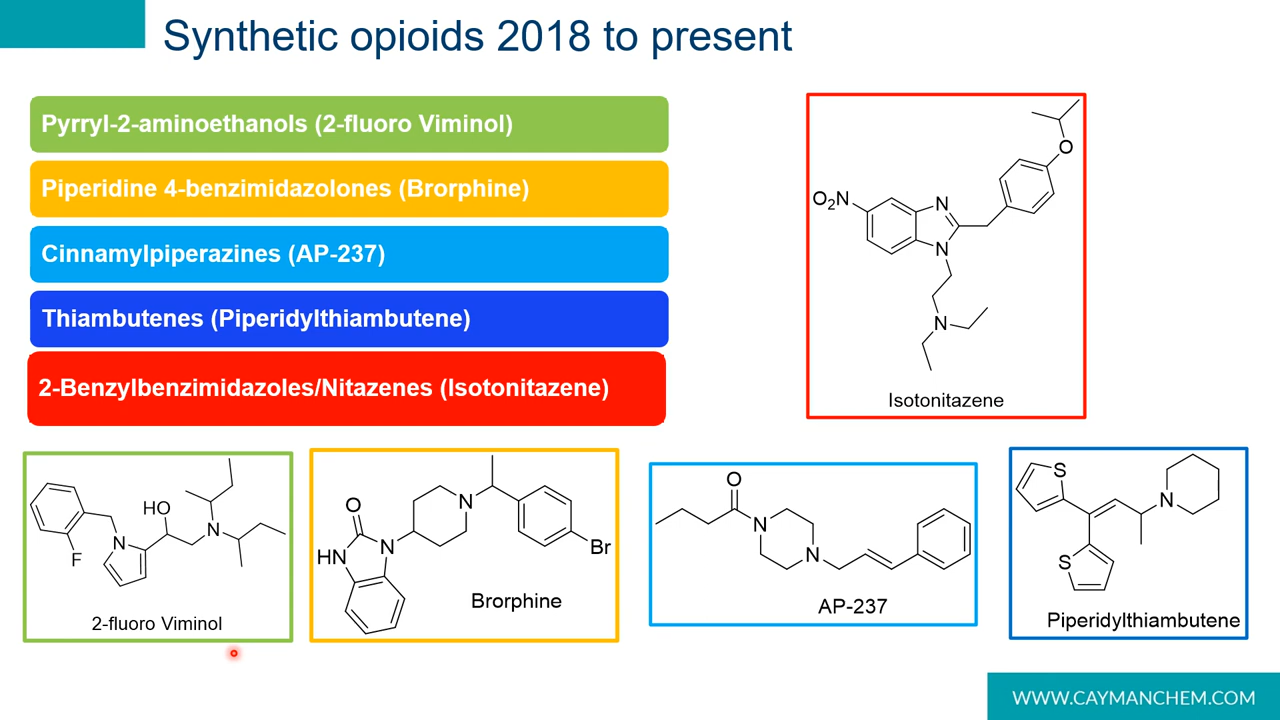 Synthetic opioids 2018 to present
Pyrryl-2-aminoethanols (2-fluoro Viminol)
Piperidine 4-benzimidazolones (Brorphine)
Cinnamylpiperazines (AP-237)
Thiambutenes (Piperidylthiambutene)
2-Benzylbenzimidazoles/Nitazenes (Isotonitazene)
O
O₂N
N
N
N
Isotonitazene
HO
N
N
F
2-fluoro Viminol
O
N
HN
N
Br
Brorphine
O
N
N
AP-237
S
N
S
Piperidylthiambutene
WWW.CAYMANCHEM.COM